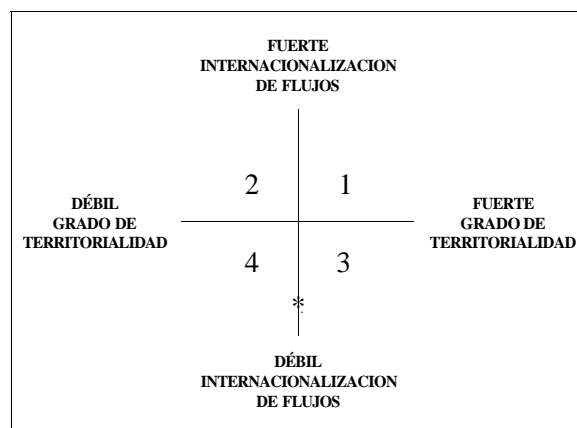 FUERTE
INTERNACIONALIZACION
DE FLUJOS
2 1
DÉBIL
GRADO DE
TERRITORIALIDAD
FUERTE
GRADO DE
TERRITORIALIDAD
4 3
*
DÉBIL
INTERNACIONALIZACION
DE FLUJOS